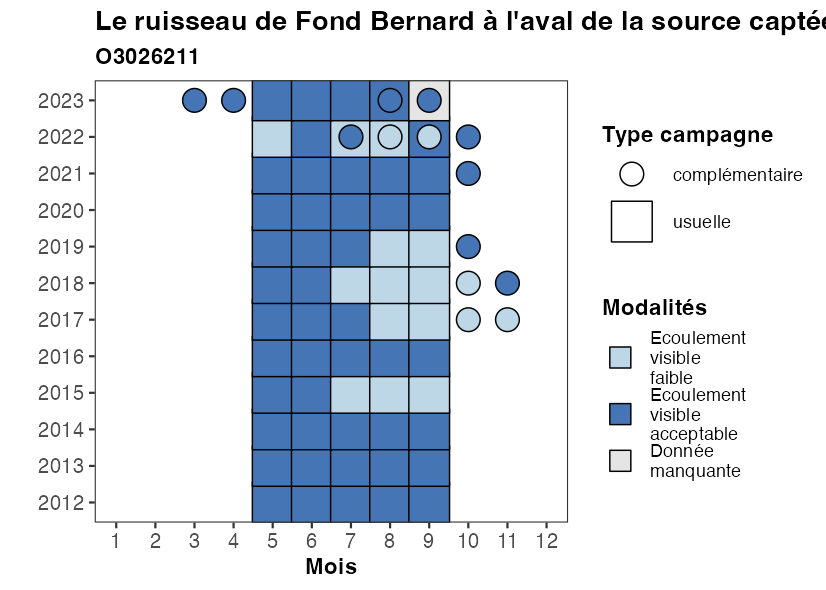 Le ruisseau de Fond Bernard à l'aval de la source captée
O3026211
2023
2022
2021
2020
2019
2018
2017
2016
2015
2014
2013
2012
1 2 3 4 5 6 7 8 9 10 11 12
Mois
Type campagne
complémentaire
usuelle
Modalités
Ecoulement
visible
faible
Ecoulement
visible
acceptable
Donnée
manquante